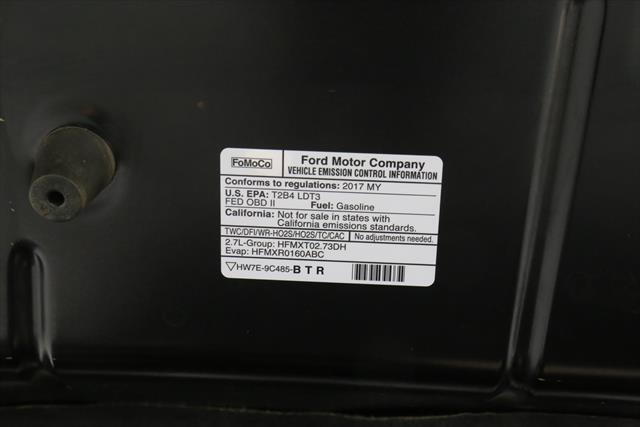 FoMoCo Ford Motor Company
VEHICLE EMISSION CONTROL INFORMATION
Conforms to regulations: 2017 MY
U.S. EPA: T2B4 LDT3
FED OBD II Fuel: Gasoline
California: Not for sale in states with
California emissions standards.
TWC/DFI/WR-HO2S/HO2S/TC/CAC No adjustments needed.
2.7L-Group: HFMXT02.73DH
Evap: HFMXR0160ABC
HW7E-9C485-BTR